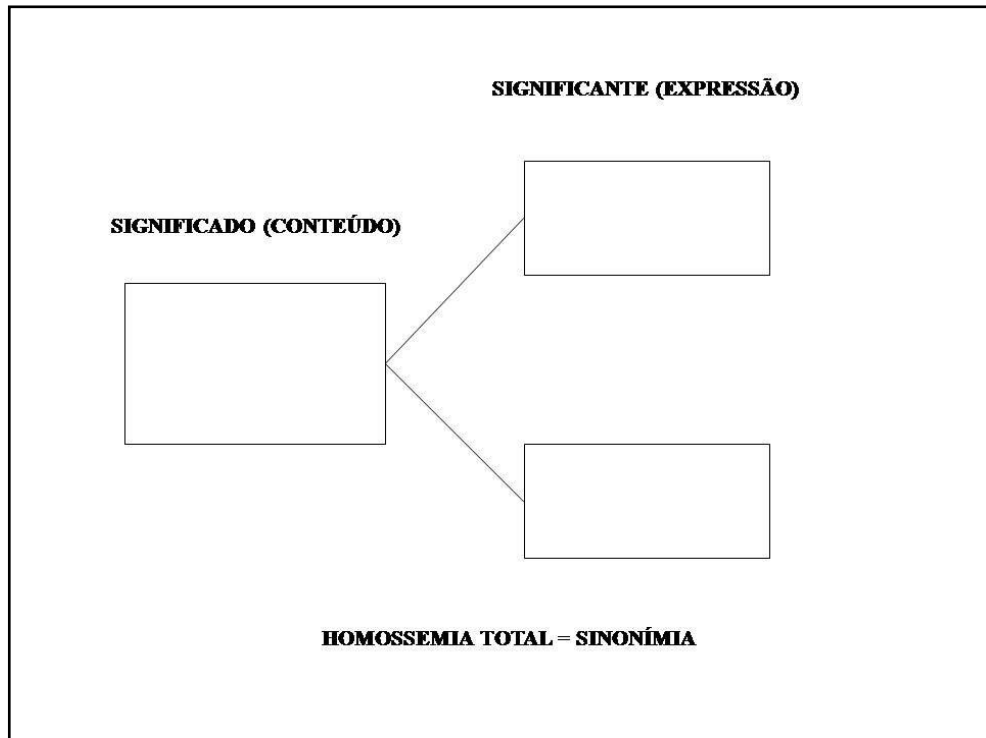 SIGNIFICANTE (EXPRESSÃO)
SIGNIFICADO (CONTEÚDO)
HOMOSSEMIA TOTAL = SINONÍMIA